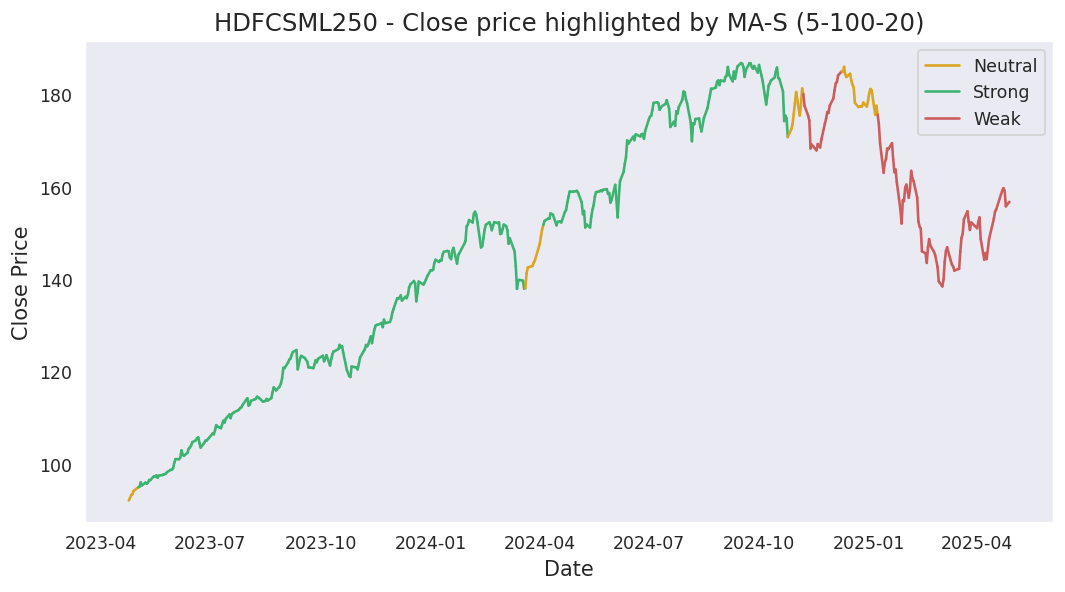 HDFCSML250 - Close price highlighted by MA-S (5-100-20)
Neutral
Strong
Weak
Close Price
180
160
140
120
100
2023-04 2023-07 2023-10 2024-01 2024-04 2024-07 2024-10 2025-01 2025-04
Date